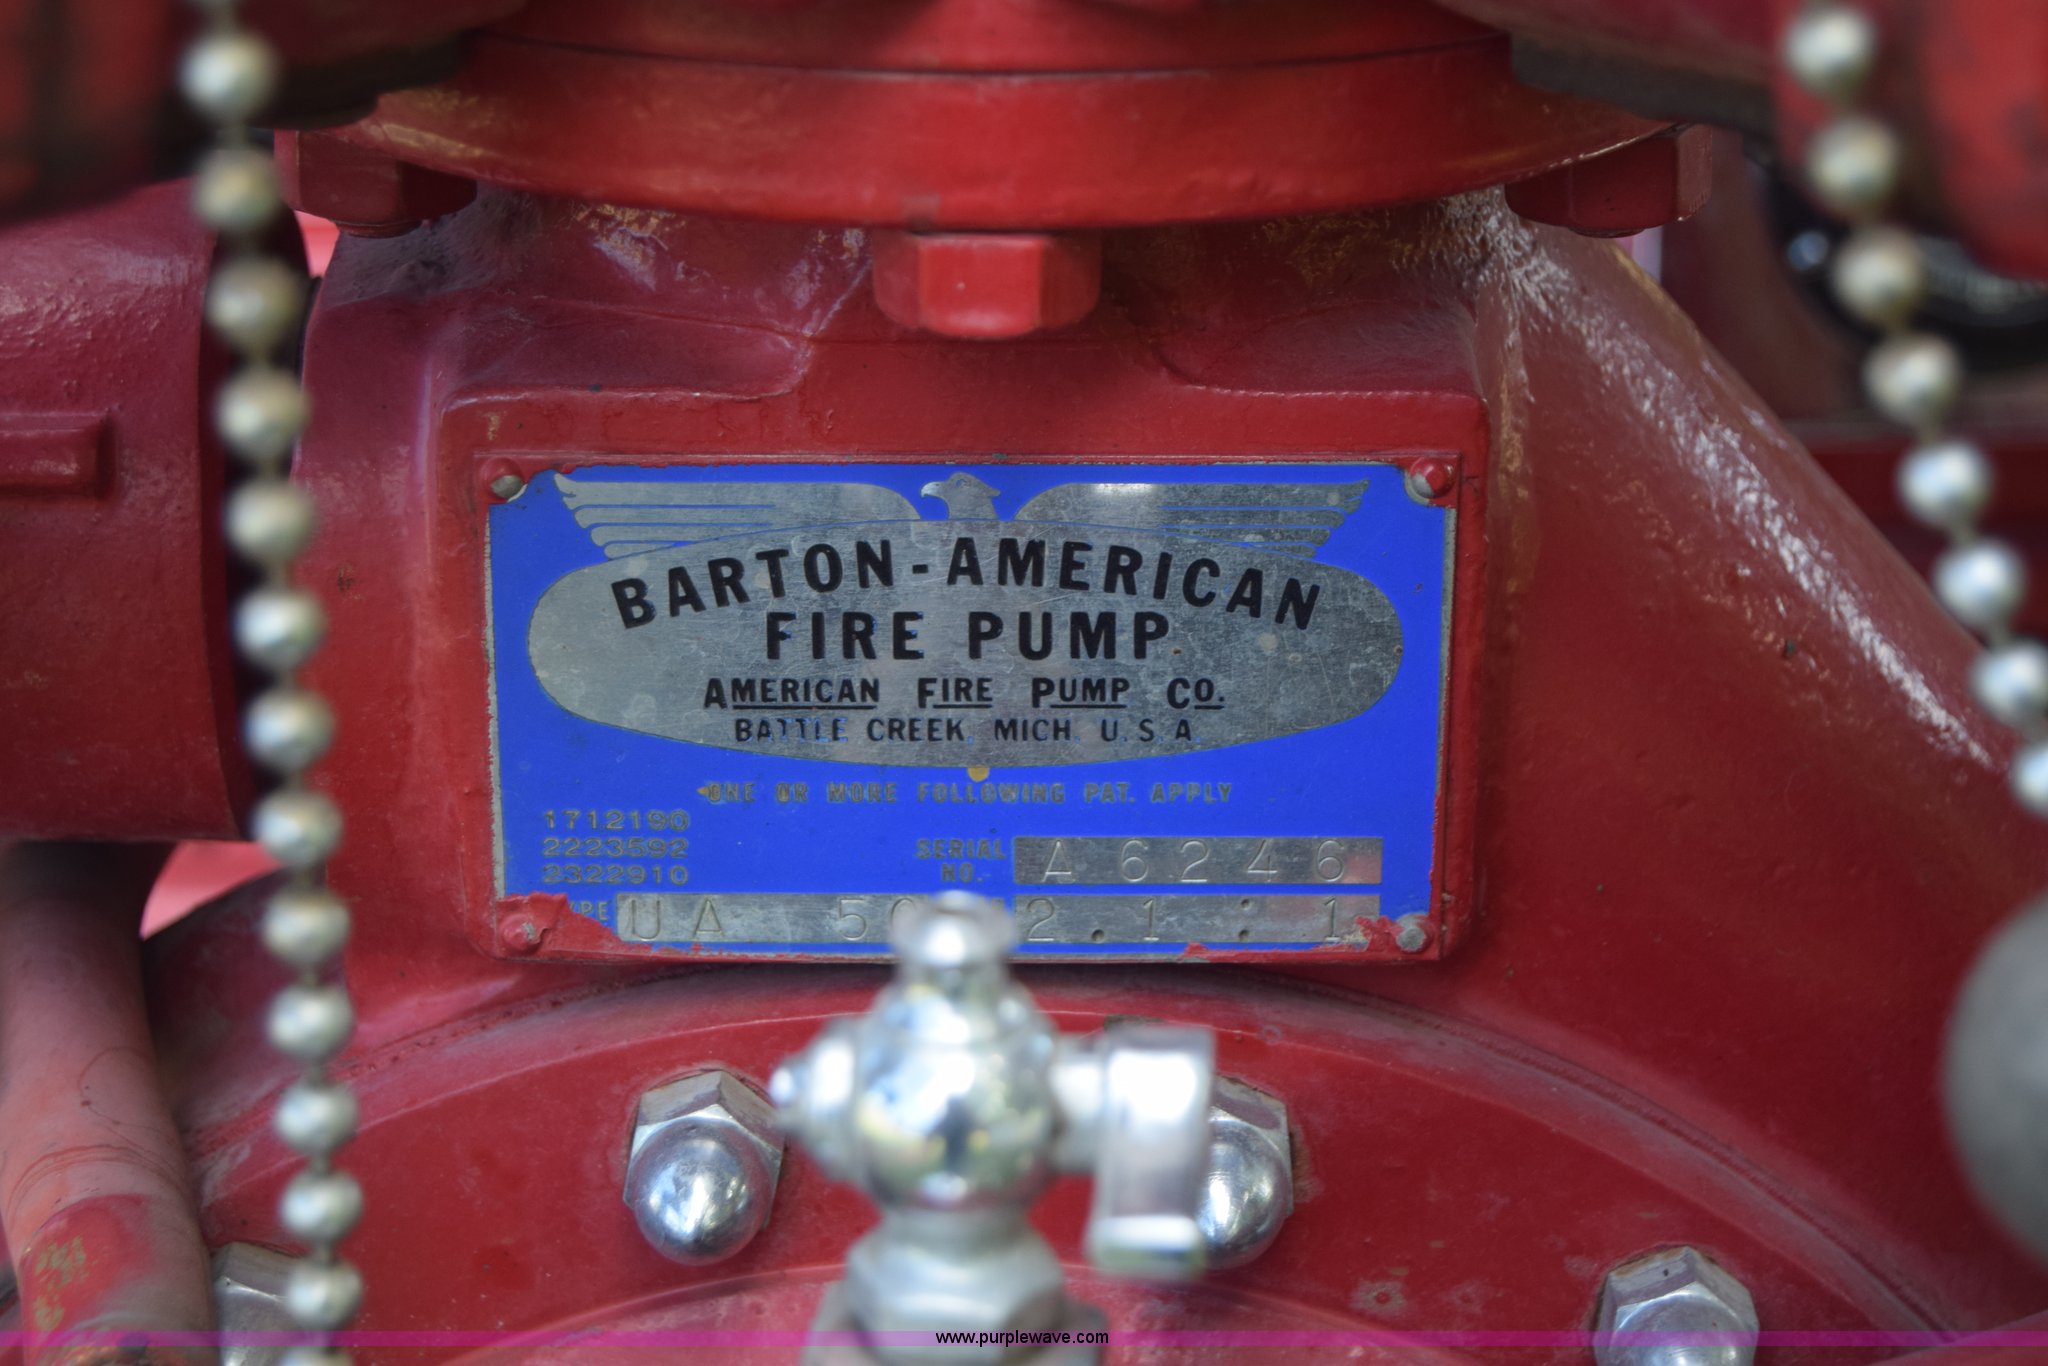 BARTON-AMERICAN
FIRE PUMP
AMERICAN FIRE PUMP CO.
BATTLE CREEK, MICH. U.S.A.
ONE OR MORE FOLLOWING PAT. APPLY
1712190
2223592
2322910
SERIAL NO. A6246
UA 2.1:1
www.purplewave.com